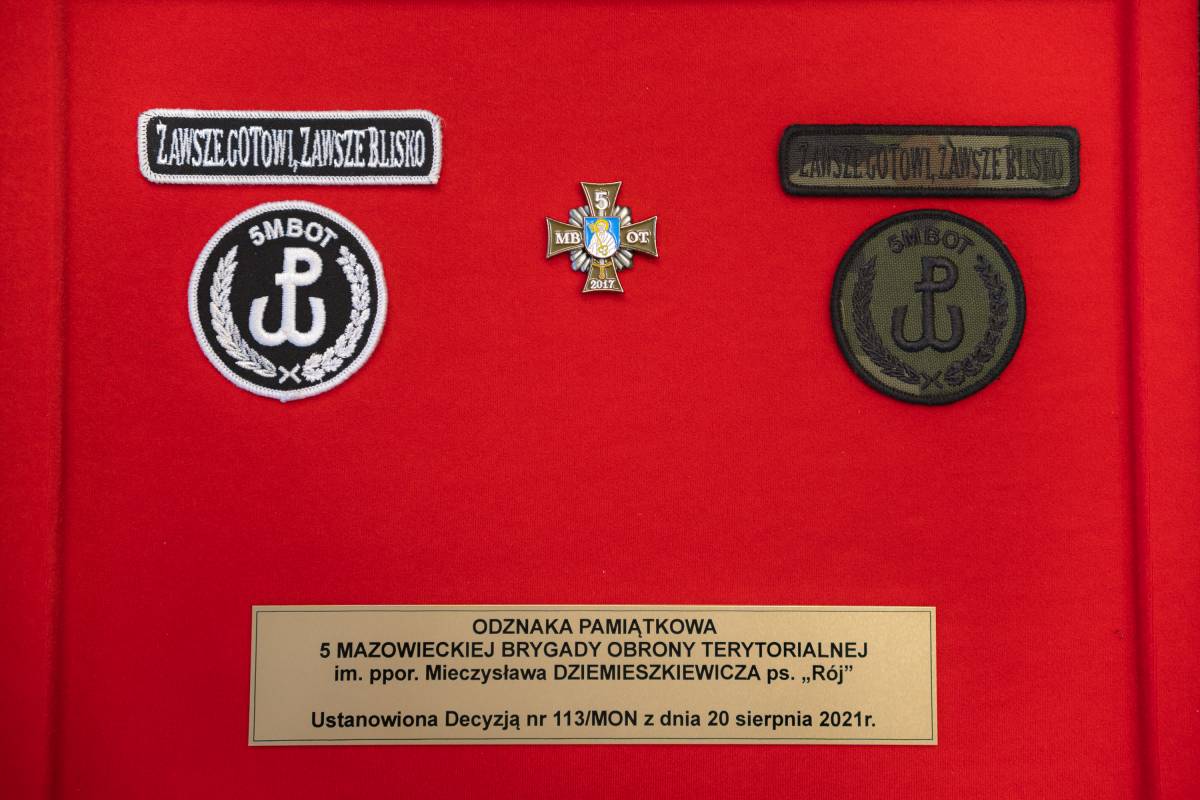 ZAWSZE GOTOWI, ZAWSZE BLISKO
5MBOT
5
MB O.T.
2017
ZAWSZE GOTOWI, ZAWSZE BLISKO
5MBOT
ODZNAKA PAMIĄTKOWA
5 MAZOWIECKIEJ BRYGADY OBRONY TERYTORIALNEJ
im. ppor. Mieczysława DZIEMIESZKIEWICZA ps. „Rój”
Ustanowiona Decyzją nr 113/MON z dnia 20 sierpnia 2021r.